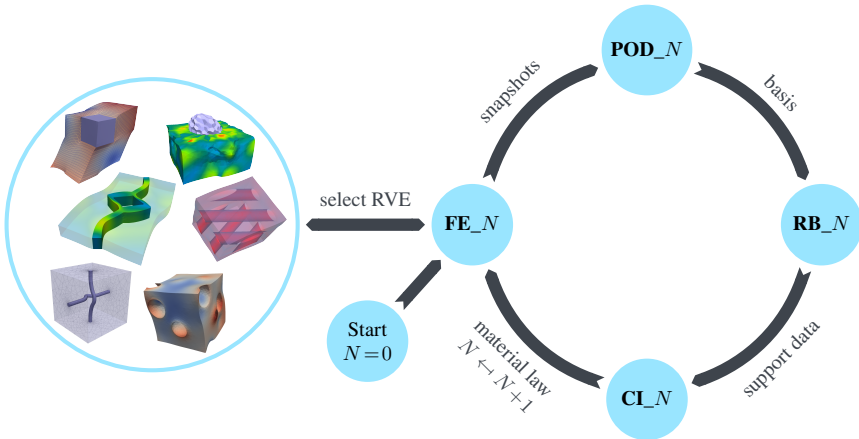 POD_N
snapshots
basis
select RVE
FE_N
RB_N
Start
N=0
material law
N ← N+1
support data
CI_N